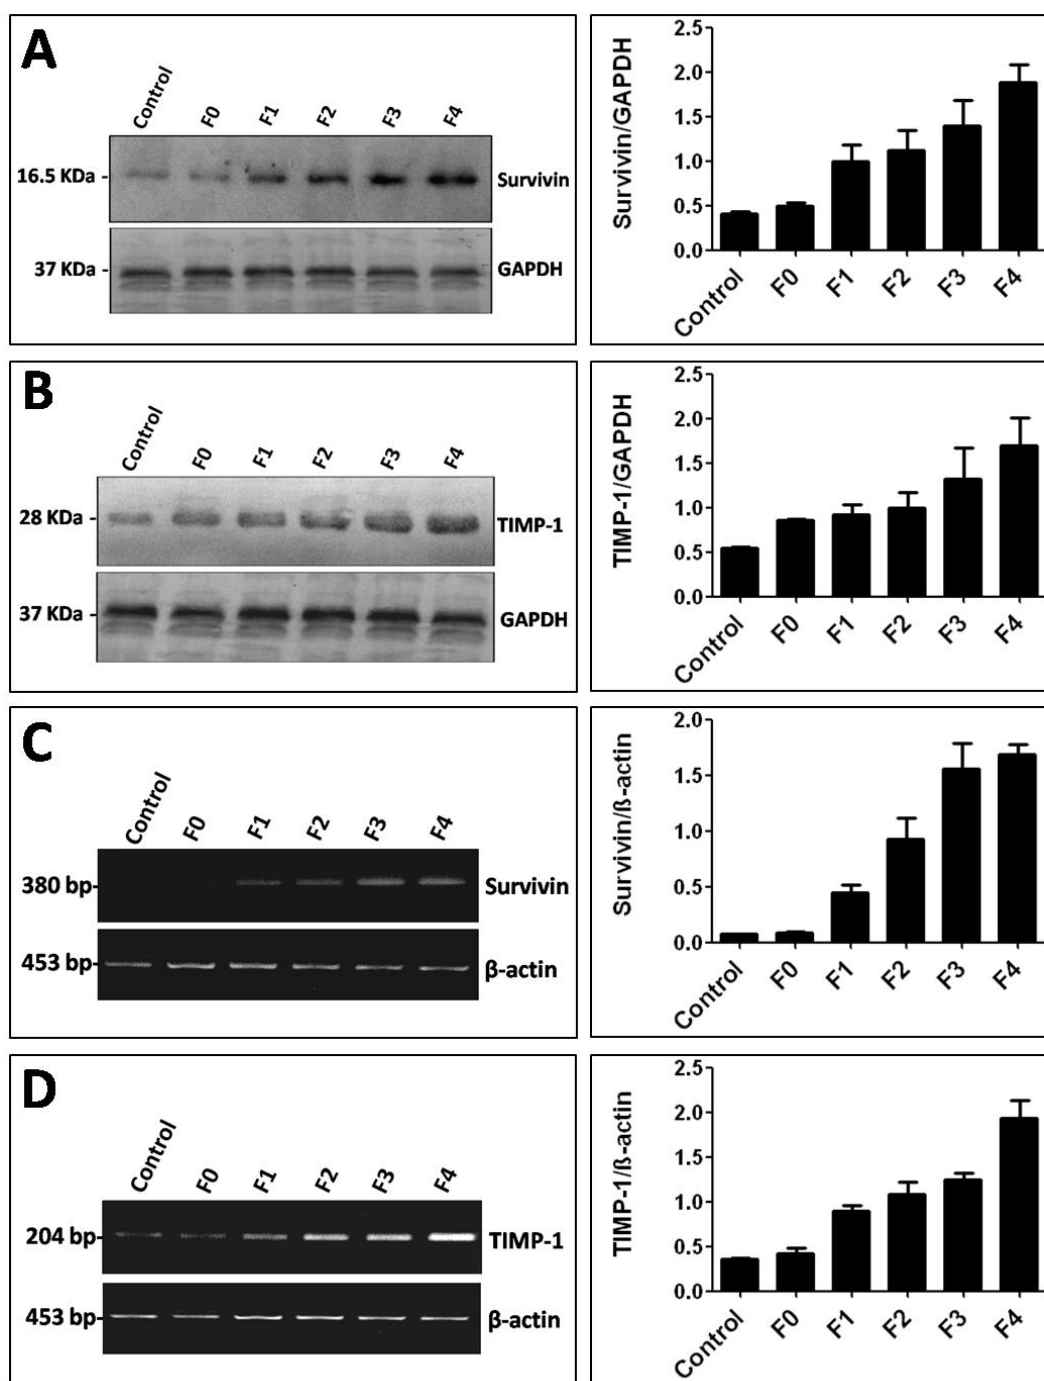 A
Control F0 F1 F2 F3 F4
16.5 KDa - Survivin
37 KDa - GAPDH
Survivin/GAPDH
2.5
2.0
1.5
1.0
0.5
0.0
Control F0 F1 F2 F3 F4
B
Control F0 F1 F2 F3 F4
28 KDa - TIMP-1
37 KDa - GAPDH
TIMP-1/GAPDH
2.5
2.0
1.5
1.0
0.5
0.0
Control F0 F1 F2 F3 F4
C
Control F0 F1 F2 F3 F4
380 bp- Survivin
453 bp- β-actin
Survivin/ß-actin
2.0
1.5
1.0
0.5
0.0
Control F0 F1 F2 F3 F4
D
Control F0 F1 F2 F3 F4
204 bp- TIMP-1
453 bp- β-actin
TIMP-1/ß-actin
2.5
2.0
1.5
1.0
0.5
0.0
Control F0 F1 F2 F3 F4